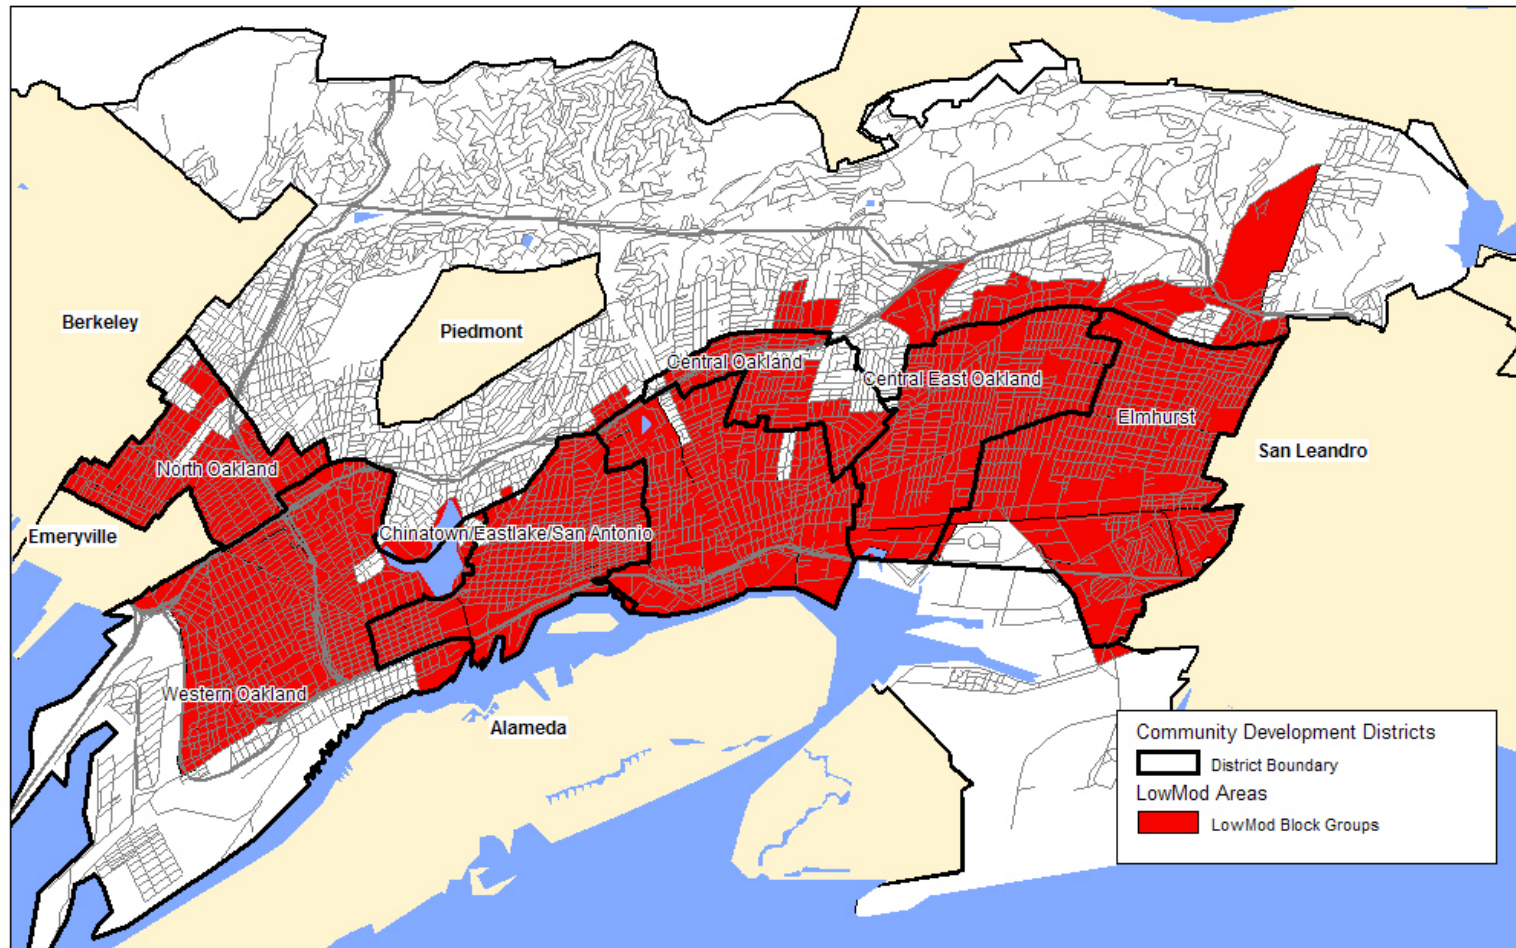 Berkeley
Piedmont
Central Oakland
Central East Oakland
Elmhurst
San Leandro
North Oakland
Emeryville
Chinatown/Eastlake/San Antonio
Western Oakland
Alameda
Community Development Districts
District Boundary
LowMod Areas
LowMod Block Groups